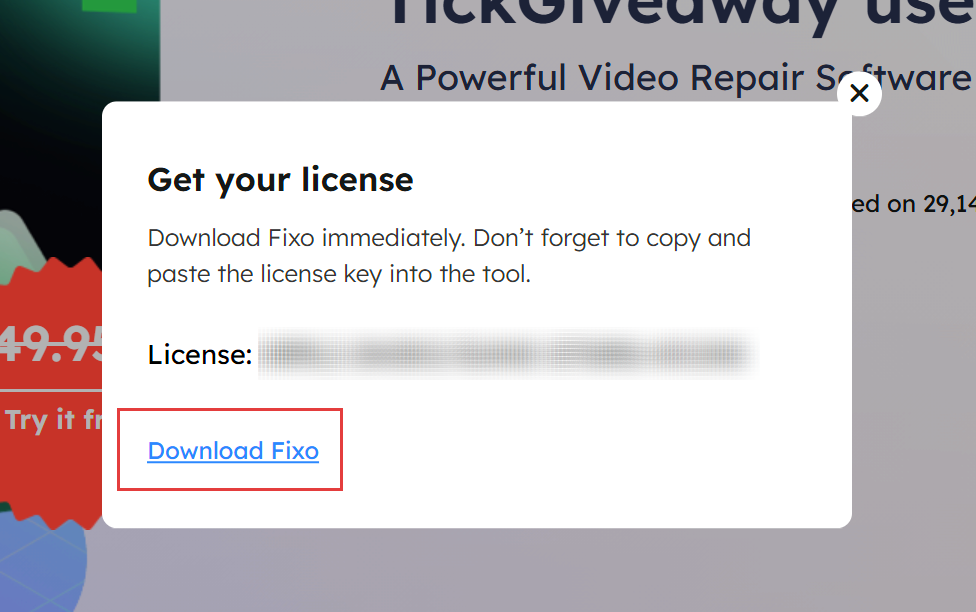 TickGiveaway use
A Powerful Video Repair Software
ed on 29,14
Get your license
Download Fixo immediately. Don’t forget to copy and
paste the license key into the tool.
License:
Download Fixo
49.95
Try it fr